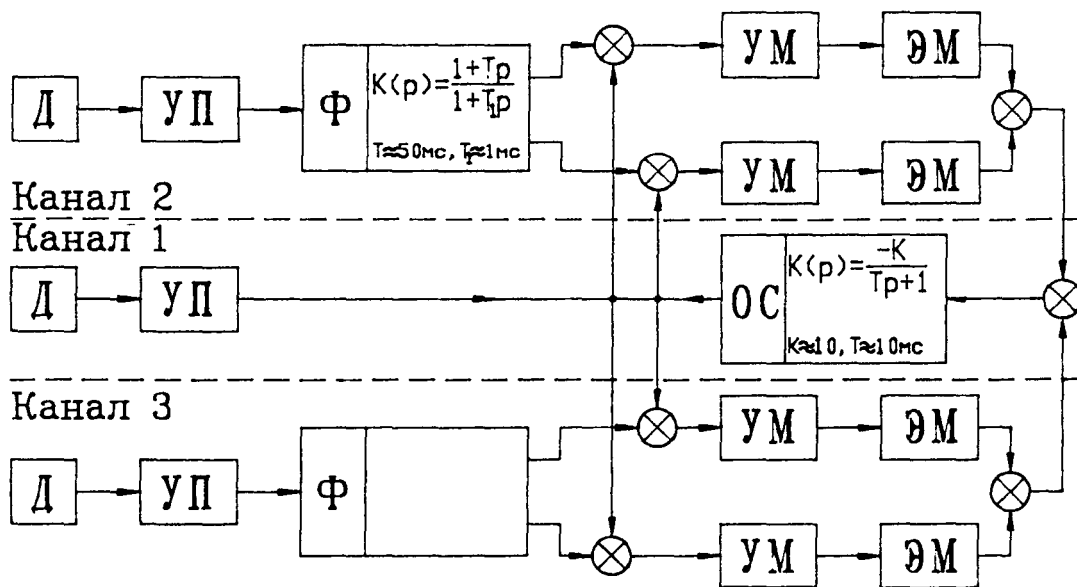 УМ ЭМ
Д УП Ф K(p)=1+Tp/1+T₁p
T≈50мс, T₁≈1мс
УМ ЭМ
Канал 2
Канал 1
Д УП ОС K(p)=-K/Tp+1
K≈10, T≈10мс
Канал 3
УМ ЭМ
Д УП Ф
УМ ЭМ